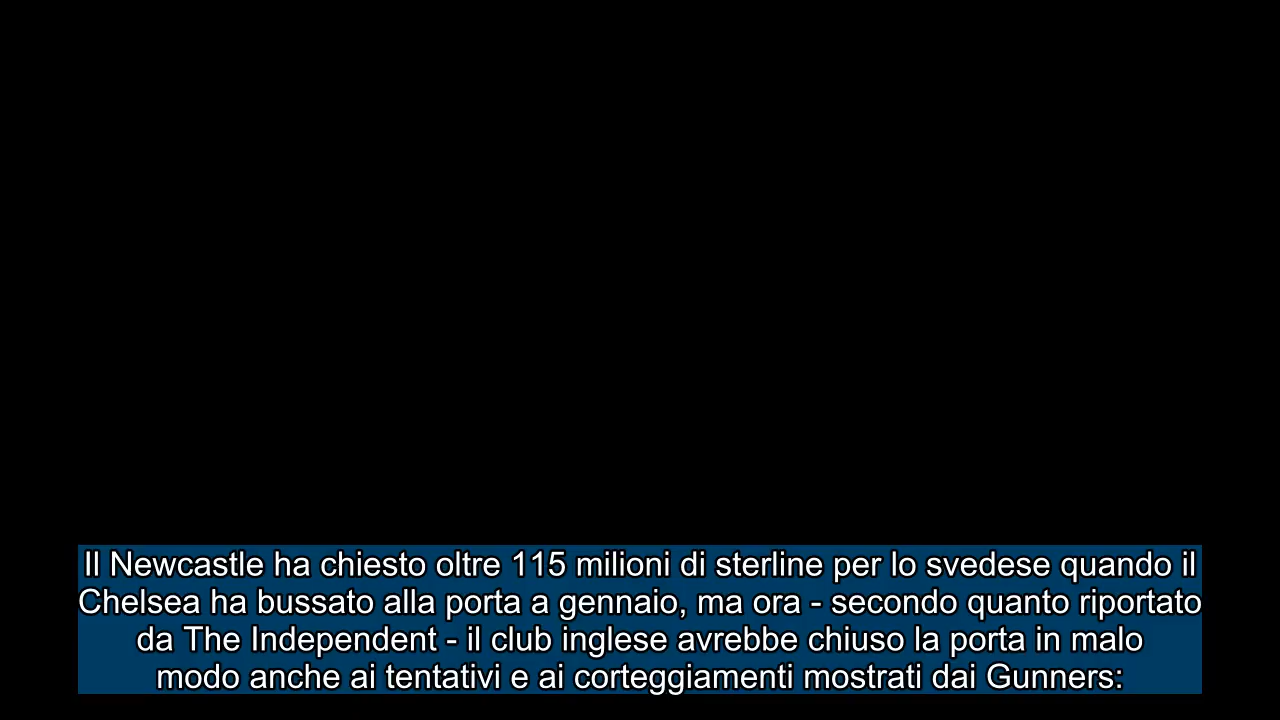 Il Newcastle ha chiesto oltre 115 milioni di sterline per lo svedese quando il
Chelsea ha bussato alla porta a gennaio, ma ora - secondo quanto riportato
da The Independent - il club inglese avrebbe chiuso la porta in malo
modo anche ai tentativi e ai corteggiamenti mostrati dai Gunners: